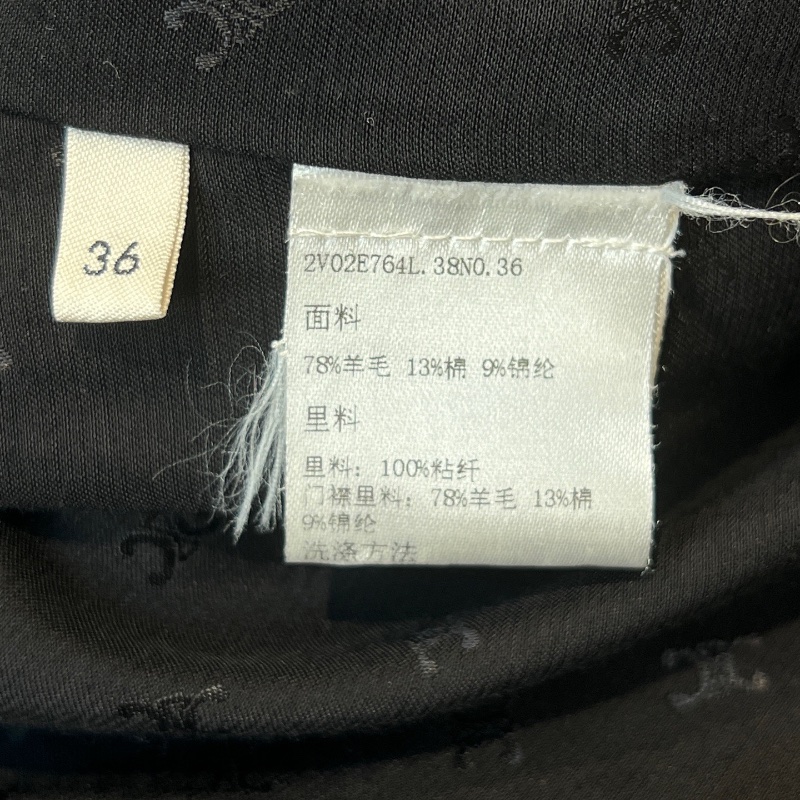 36
2V02E764L.38NO.36
面料
78%羊毛 13%棉 9%锦纶
里料
里料: 100%粘纤
门襟里料: 78%羊毛 13%棉
9%锦纶
洗涤方法